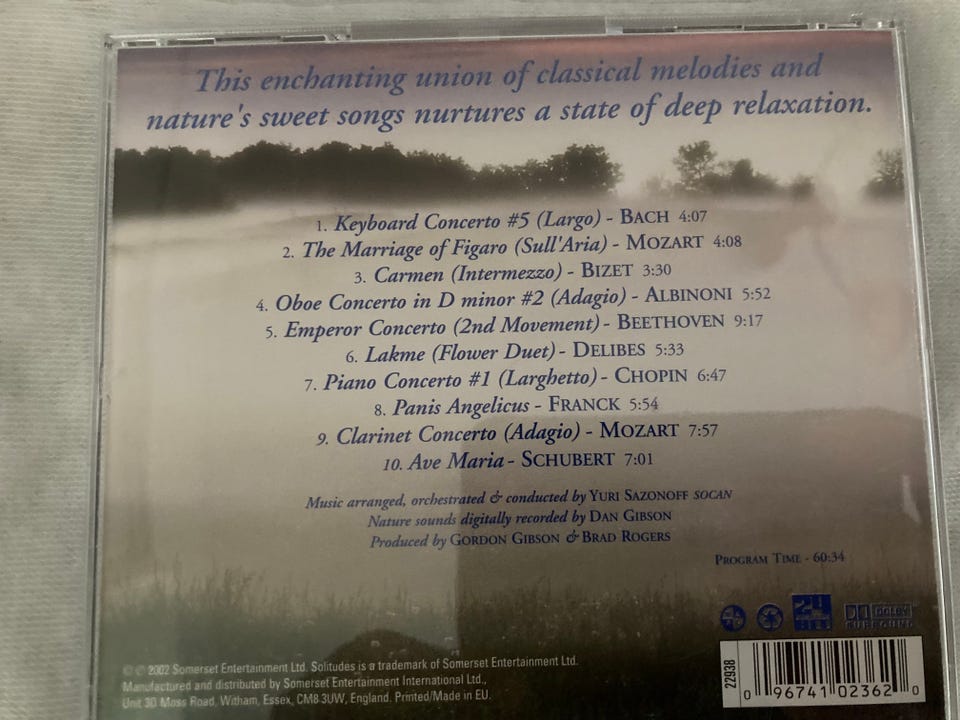 This enchanting union of classical melodies and
nature's sweet songs nurtures a state of deep relaxation.
1. Keyboard Concerto #5 (Largo) - BACH 4:07
2. The Marriage of Figaro (Sull'Aria) - MOZART 4:08
3. Carmen (Intermezzo) - BIZET 3:30
4. Oboe Concerto in D minor #2 (Adagio) - ALBINONI 5:52
5. Emperor Concerto (2nd Movement) - BEETHOVEN 9:17
6. Lakme (Flower Duet) - DELIBES 5:33
7. Piano Concerto #1 (Larghetto) - CHOPIN 6:47
8. Panis Angelicus - FRANCK 5:54
9. Clarinet Concerto (Adagio) - MOZART 7:57
10. Ave Maria - SCHUBERT 7:01
Music arranged, orchestrated & conducted by YURI SAZONOFF SOCAN
Nature sounds digitally recorded by DAN GIBSON
Produced by GORDON GIBSON & BRAD ROGERS
PROGRAM TIME - 60:34
DOLBY
SURROUND
℗ © 2002 Somerset Entertainment Ltd. Solitudes is a trademark of Somerset Entertainment Ltd.
Manufactured and distributed by Somerset Entertainment International Ltd.,
Unit 30 Moss Road, Witham, Essex, CM8 3UW, England. Printed/Made in EU.
22938
0 96741 02362 0